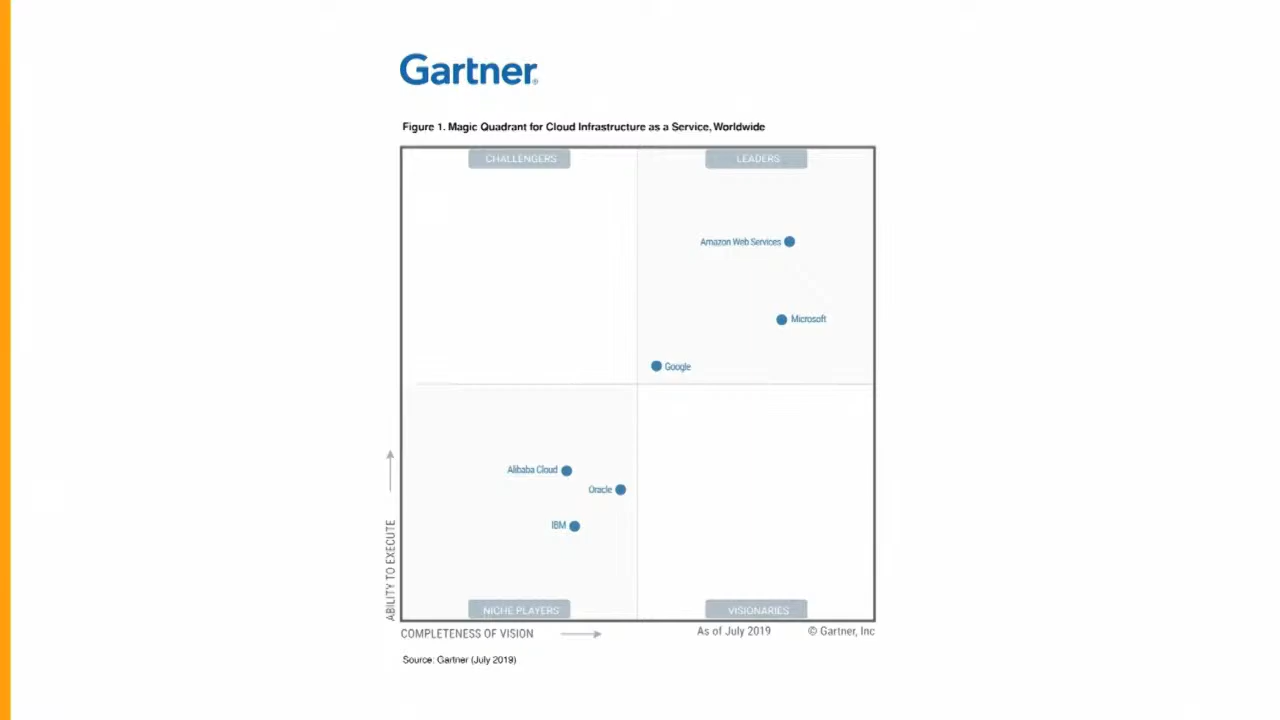 Gartner®
Figure 1. Magic Quadrant for Cloud Infrastructure as a Service, Worldwide
CHALLENGERS
LEADERS
Amazon Web Services
Microsoft
Google
Alibaba Cloud
Oracle
IBM
ABILITY TO EXECUTE
NICHE PLAYERS
VISIONARIES
COMPLETENESS OF VISION
As of July 2019
© Gartner, Inc
Source: Gartner (July 2019)